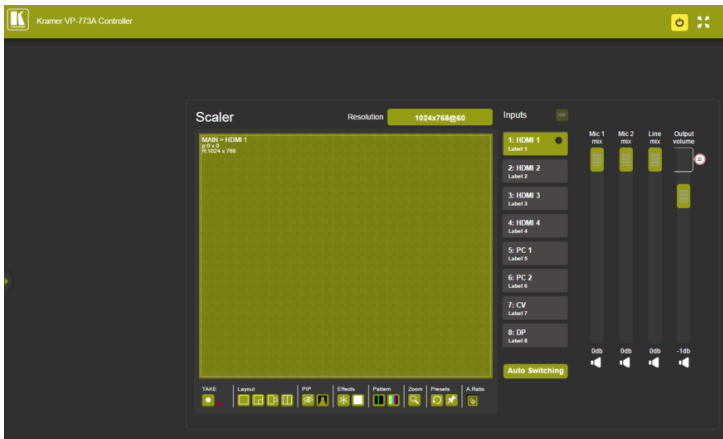 K
KRAMER
Kramer VP-773A Controller
Scaler
Resolution
1024x768@60
Inputs
MAIN > HDMI 1
p:0 x 0
R:1024 x 768
1: HDMI 1
Label 1
2: HDMI 2
Label 2
3: HDMI 3
Label 3
4: HDMI 4
Label 4
5: PC 1
Label 5
6: PC 2
Label 6
7: CV
Label 7
8: DP
Label 8
Auto Switching
Mic 1
mix
Mic 2
mix
Line
mix
Output
volume
0db
0db
0db
-1db
TAKE
Layout
PIP
Effects
Pattern
Zoom
Presets
A.Ratio